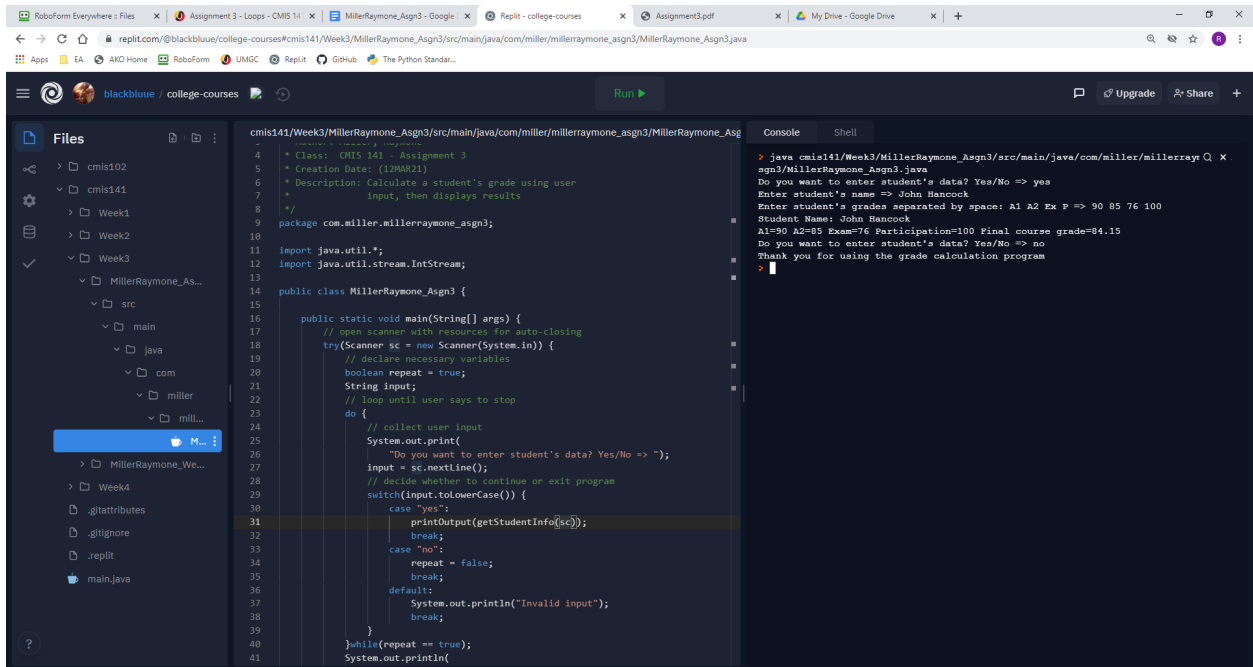 RoboForm Everywhere :: Files
Assignment 3 - Loops - CMIS 14
MillerRaymone_Asgn3 - Google
Replit - college-courses
Assignment3.pdf
My Drive - Google Drive
replit.com/@blackbluue/college-courses#cmis141/Week3/MillerRaymone_Asgn3/src/main/java/com/miller/millerraymone_asgn3/MillerRaymone_Asgn3.java
R
Apps EA AKO Home RoboForm UMGC Repl.it GitHub The Python Standar...
blackbluue / college-courses
Run
Upgrade
Share
Files
cmis102
cmis141
Week1
Week2
Week3
MillerRaymone_As...
src
main
java
com
miller
mill...
M...
MillerRaymone_We...
Week4
.gitattributes
.gitignore
.replit
main.java
?
cmis141/Week3/MillerRaymone_Asgn3/src/main/java/com/miller/millerraymone_asgn3/MillerRaymone_Asg
4 * Class: CMIS 141 - Assignment 3
5 * Creation Date: (12MAR21)
6 * Description: Calculate a student's grade using user
7 * input, then displays results
8 */
9 package com.miller.millerraymone_asgn3;
10
11 import java.util.*;
12 import java.util.stream.IntStream;
13
14 public class MillerRaymone_Asgn3 {
15
16 public static void main(String[] args) {
17 // open scanner with resources for auto-closing
18 try(Scanner sc = new Scanner(System.in)) {
19 // declare necessary variables
20 boolean repeat = true;
21 String input;
22 // loop until user says to stop
23 do {
24 // collect user input
25 System.out.print(
26 "Do you want to enter student's data? Yes/No => ");
27 input = sc.nextLine();
28 // decide whether to continue or exit program
29 switch(input.toLowerCase()) {
30 case "yes":
31 printOutput(getStudentInfo(sc));
32 break;
33 case "no":
34 repeat = false;
35 break;
36 default:
37 System.out.println("Invalid input");
38 break;
39 }
40 }while(repeat == true);
41 System.out.println(
Console
Shell
> java cmis141/Week3/MillerRaymone_Asgn3/src/main/java/com/miller/millerraym
sgn3/MillerRaymone_Asgn3.java
Do you want to enter student's data? Yes/No => yes
Enter student's name => John Hancock
Enter student's grades separated by space: A1 A2 Ex P => 90 85 76 100
Student Name: John Hancock
A1=90 A2=85 Exam=76 Participation=100 Final course grade=84.15
Do you want to enter student's data? Yes/No => no
Thank you for using the grade calculation program
>